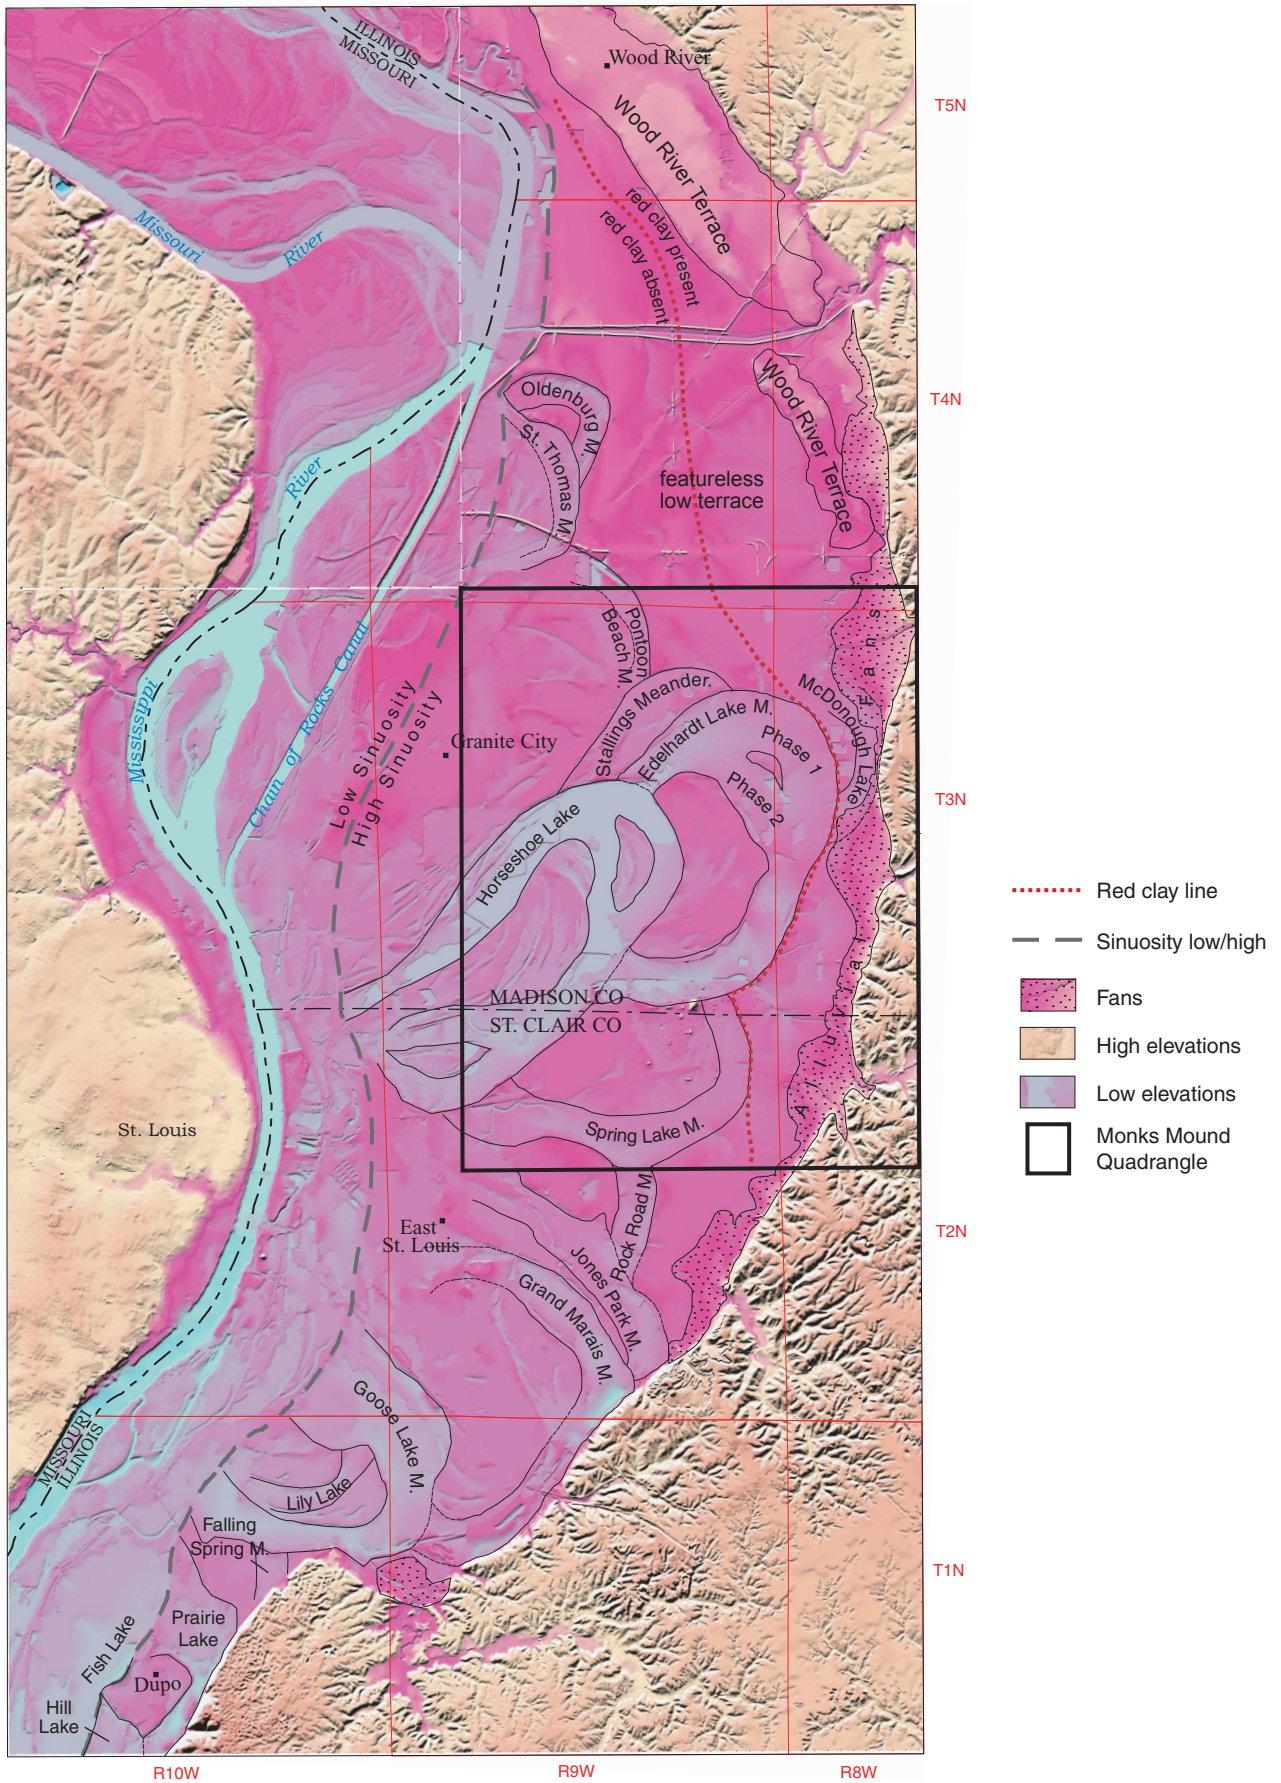 ILLINOIS
MISSOURI
Wood River
Wood River Terrace
T5N
red clay present
red clay absent
Missouri
River
Oldenburg M.
St. Thomas M.
Wood River Terrace
T4N
featureless
low terrace
River
Pontoon
Beach M.
Alluvial Fans
McDonough Lake
Stallings Meander.
Edelhardt Lake M.
Phase 1
Phase 2
Mississippi
Chain of Rocks Canal
Low Sinuosity
High Sinuosity
Granite City
T3N
Horseshoe Lake
MADISON CO
ST. CLAIR CO
St. Louis
Spring Lake M.
Rock Road M.
East
St. Louis
T2N
Jones Park M.
Grand Marais M.
Goose Lake M.
MISSOURI
ILLINOIS
Lily Lake
Falling
Spring M.
T1N
Prairie
Lake
Fish Lake
Dupo
Hill
Lake
R10W
R9W
R8W
Red clay line
Sinuosity low/high
Fans
High elevations
Low elevations
Monks Mound
Quadrangle